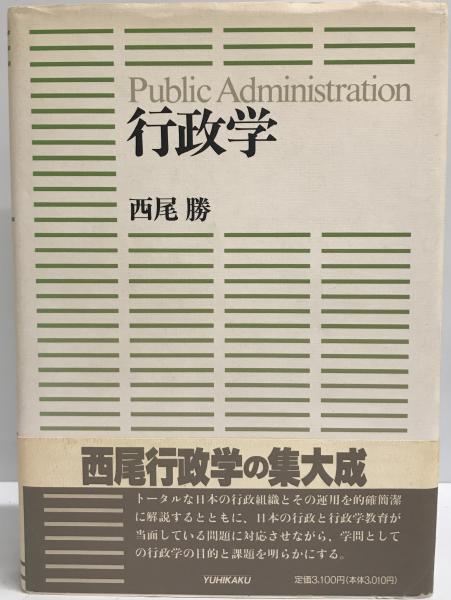 Public Administration
行政学
西尾 勝
西尾行政学の集大成
トータルな日本の行政組織とその運用を的確簡潔
に解説するとともに、日本の行政と行政学教育が
当面している問題に対応させながら、学問として
の行政学の目的と課題を明らかにする。
YUHIKAKU 定価3,100円(本体3,010円)